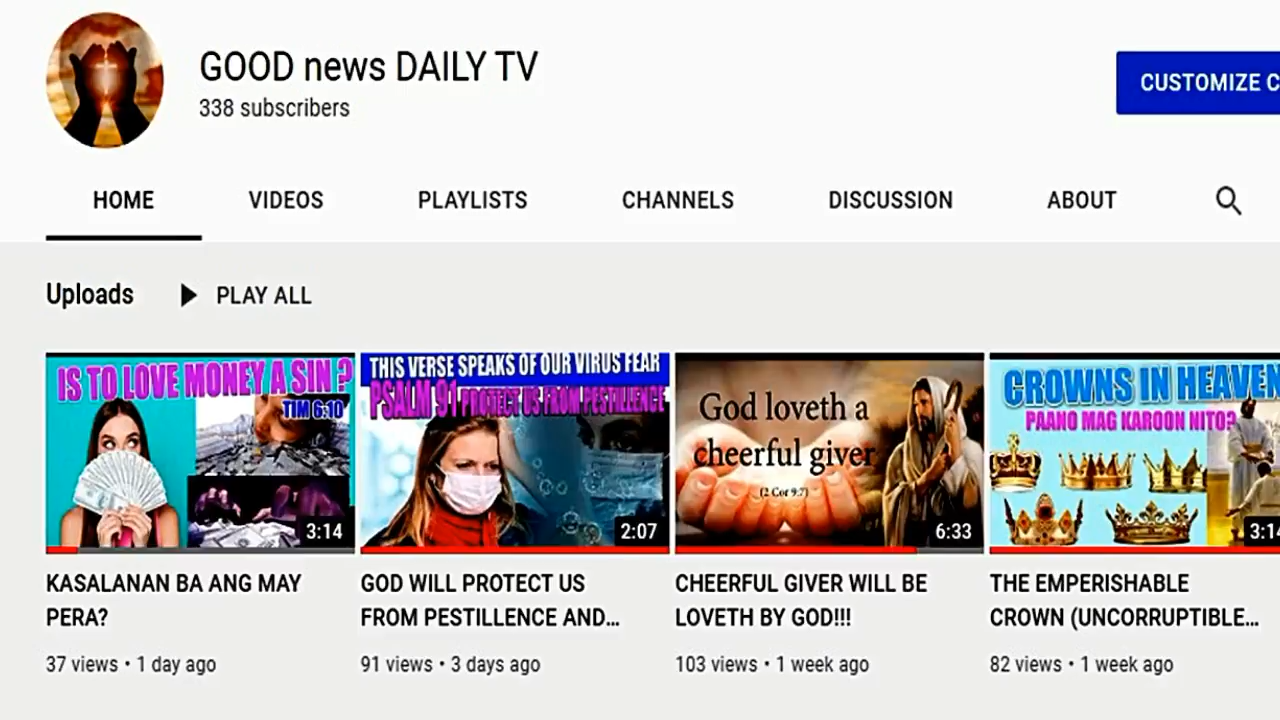 GOOD news DAILY TV
338 subscribers
CUSTOMIZE C
HOME VIDEOS PLAYLISTS CHANNELS DISCUSSION ABOUT
Uploads PLAY ALL
IS TO LOVE MONEY A SIN ?
TIM 6:10
3:14
THIS VERSE SPEAKS OF OUR VIRUS FEAR
PSALM 91 PROTECT US FROM PESTILLENCE
2:07
God loveth a
cheerful giver
(2 Cor 9:7)
6:33
CROWNS IN HEAVEN
PAANO MAG KAROON NITO?
3:14
KASALANAN BA ANG MAY
PERA?
37 views • 1 day ago
GOD WILL PROTECT US
FROM PESTILLENCE AND...
91 views • 3 days ago
CHEERFUL GIVER WILL BE
LOVETH BY GOD!!!
103 views • 1 week ago
THE EMPERISHABLE
CROWN (UNCORRUPTIBLE...
82 views • 1 week ago